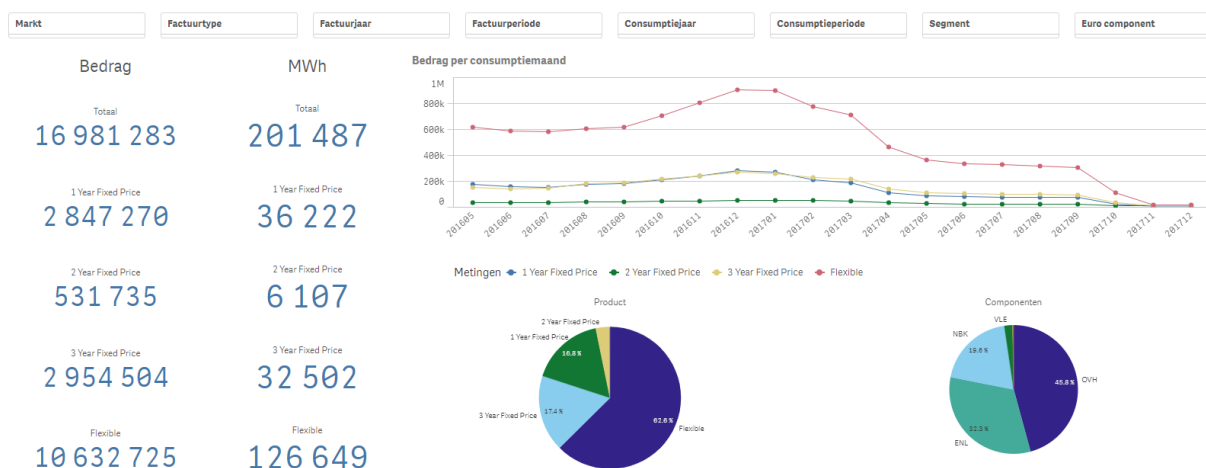 Markt
Factuurtype
Factuurjaar
Factuurperiode
Consumptiejaar
Consumptieperiode
Segment
Euro component
Bedrag
MWh
Totaal
16 981 283
Totaal
201 487
1 Year Fixed Price
2 847 270
1 Year Fixed Price
36 222
2 Year Fixed Price
531 735
2 Year Fixed Price
6 107
3 Year Fixed Price
2 954 504
3 Year Fixed Price
32 502
Flexible
10 632 725
Flexible
126 649
Bedrag per consumptiemaand
1M
800k
600k
400k
200k
0
201605
201606
201607
201608
201609
201610
201611
201612
201701
201702
201703
201704
201705
201706
201707
201708
201709
201710
201711
201712
Metingen 1 Year Fixed Price 2 Year Fixed Price 3 Year Fixed Price Flexible
Product
2 Year Fixed Price
1 Year Fixed Price
16.8 %
3 Year Fixed Price
17.4 %
62.6 %
Flexible
Componenten
VLE
NBK
19.6 %
45.8 %
OVH
32.3 %
ENL